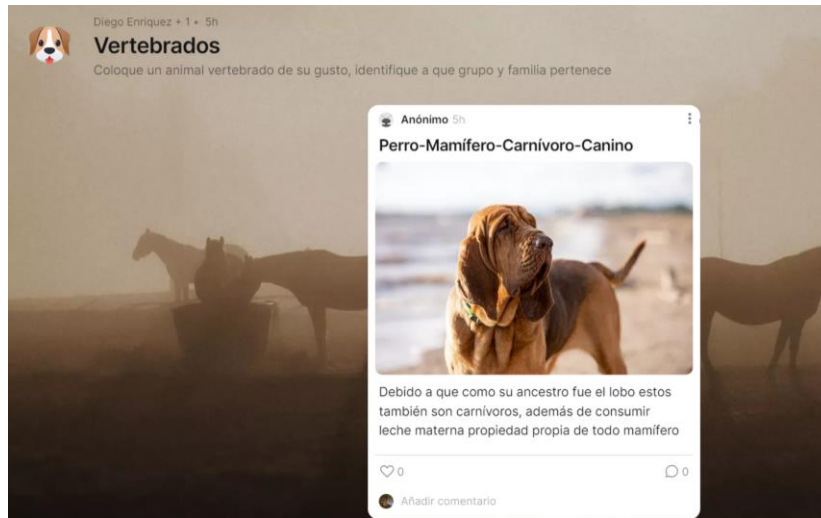 Diego Enriquez + 1 • 5h
Vertebrados
Coloque un animal vertebrado de su gusto, identifique a que grupo y familia pertenece
Anónimo 5h
Perro-Mamífero-Carnívoro-Canino
Debido a que como su ancestro fue el lobo estos
también son carnívoros, además de consumir
leche materna propiedad propia de todo mamífero
0
0
Añadir comentario